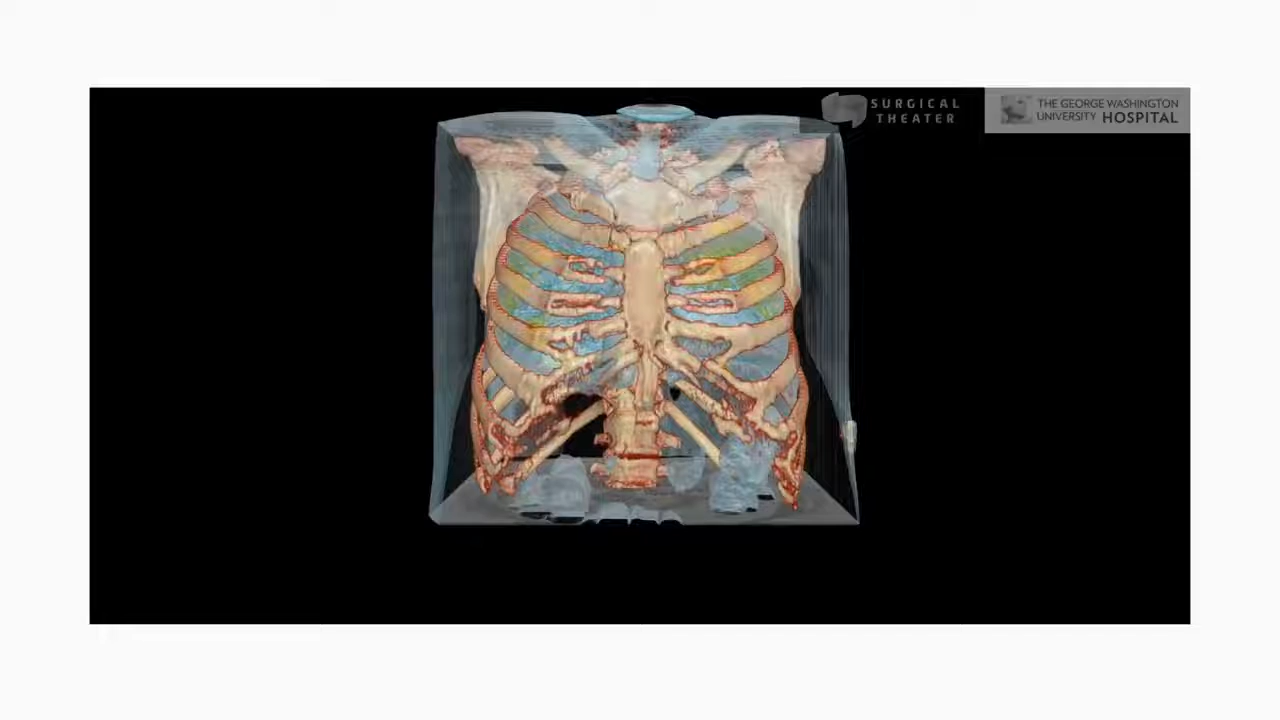 SURGICAL
THEATER
THE GEORGE WASHINGTON
UNIVERSITY HOSPITAL